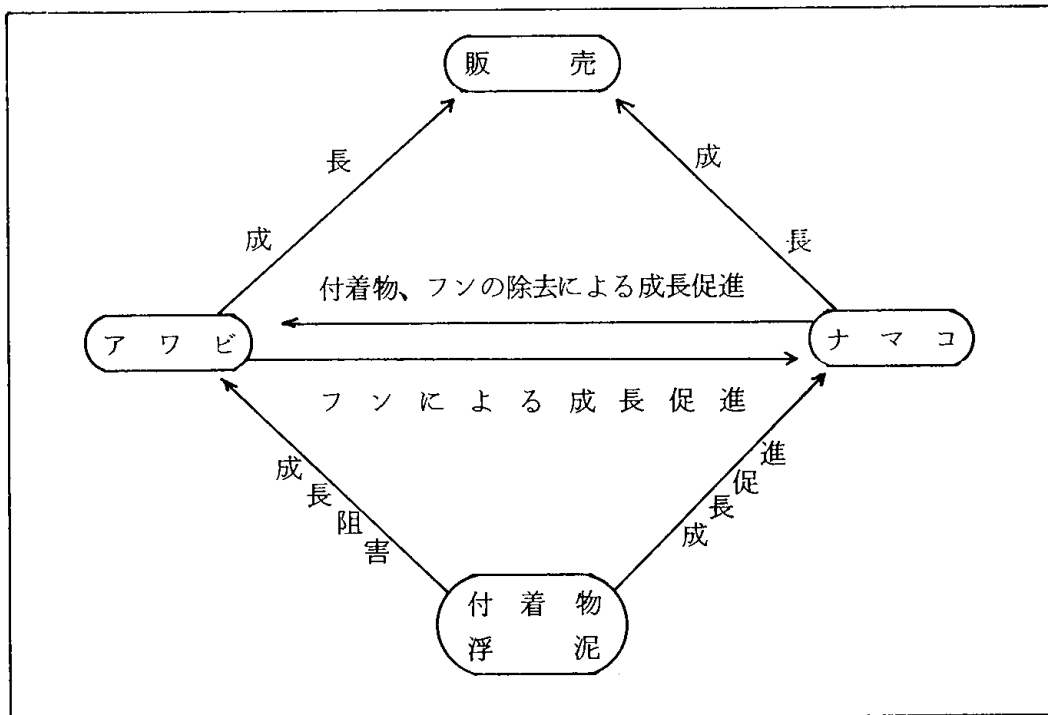 販売
成長
成長
付着物、フンの除去による成長促進
アワビ
ナマコ
フンによる成長促進
成長阻害
成長促進
付着物
浮泥